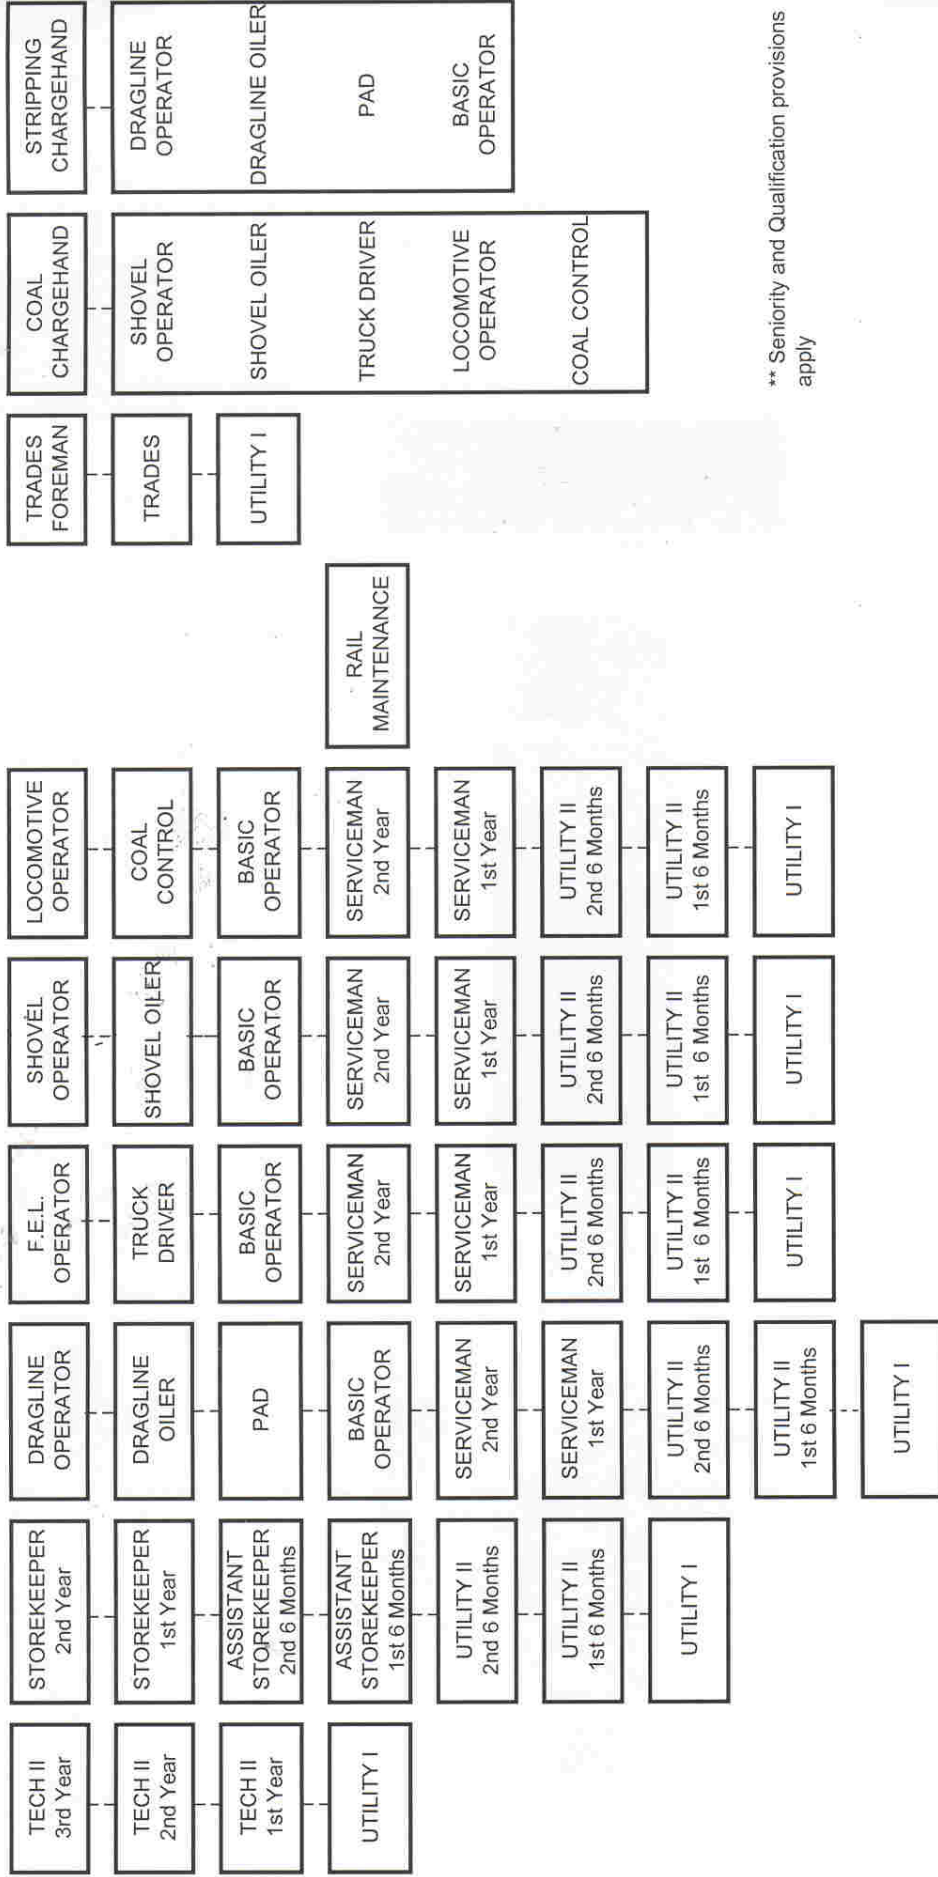 TECH II
3rd Year
TECH II
2nd Year
TECH II
1st Year
UTILITY I
STOREKEEPER
2nd Year
STOREKEEPER
1st Year
ASSISTANT
STOREKEEPER
2nd 6 Months
ASSISTANT
STOREKEEPER
1st 6 Months
UTILITY II
2nd 6 Months
UTILITY II
1st 6 Months
UTILITY I
DRAGLINE
OPERATOR
DRAGLINE
OILER
PAD
BASIC
OPERATOR
SERVICEMAN
2nd Year
SERVICEMAN
1st Year
UTILITY II
2nd 6 Months
UTILITY II
1st 6 Months
UTILITY I
F.E.L.
OPERATOR
TRUCK
DRIVER
BASIC
OPERATOR
SERVICEMAN
2nd Year
SERVICEMAN
1st Year
UTILITY II
2nd 6 Months
UTILITY II
1st 6 Months
UTILITY I
SHOVEL
OPERATOR
SHOVEL OILER
BASIC
OPERATOR
SERVICEMAN
2nd Year
SERVICEMAN
1st Year
UTILITY II
2nd 6 Months
UTILITY II
1st 6 Months
UTILITY I
LOCOMOTIVE
OPERATOR
COAL
CONTROL
BASIC
OPERATOR
SERVICEMAN
2nd Year
SERVICEMAN
1st Year
UTILITY II
2nd 6 Months
UTILITY II
1st 6 Months
UTILITY I
RAIL
MAINTENANCE
TRADES
FOREMAN
TRADES
UTILITY I
COAL
CHARGEHAND
SHOVEL
OPERATOR
SHOVEL OILER
TRUCK DRIVER
LOCOMOTIVE
OPERATOR
COAL CONTROL
STRIPPING
CHARGEHAND
DRAGLINE
OPERATOR
DRAGLINE OILER
PAD
BASIC
OPERATOR
** Seniority and Qualification provisions
apply